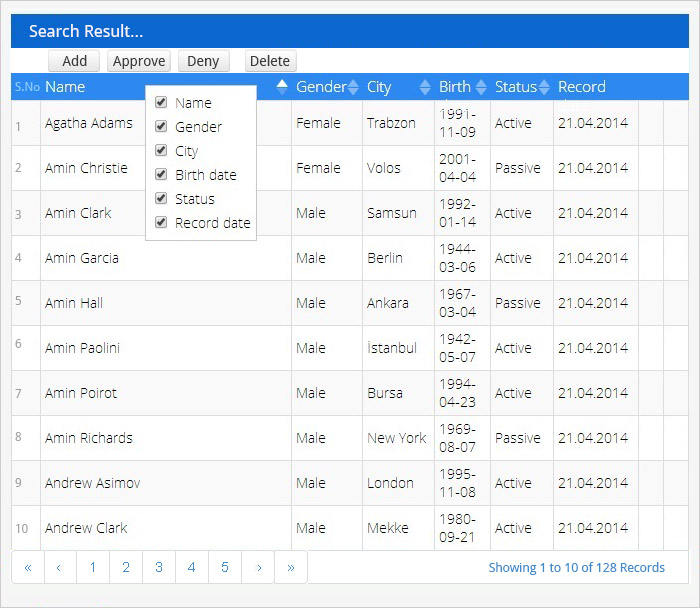 Search Result...
Add Approve Deny Delete
S.No Name Gender City Birth Status Record
Name
Gender
City
Birth date
Status
Record date
1 Agatha Adams Female Trabzon 1991-11-09 Active 21.04.2014
2 Amin Christie Female Volos 2001-04-04 Passive 21.04.2014
3 Amin Clark Male Samsun 1992-01-14 Active 21.04.2014
4 Amin Garcia Male Berlin 1944-03-06 Active 21.04.2014
5 Amin Hall Male Ankara 1967-03-04 Passive 21.04.2014
6 Amin Paolini Male İstanbul 1942-05-07 Active 21.04.2014
7 Amin Poirot Male Bursa 1994-04-23 Active 21.04.2014
8 Amin Richards Male New York 1969-08-07 Passive 21.04.2014
9 Andrew Asimov Male London 1995-11-08 Active 21.04.2014
10 Andrew Clark Male Mekke 1980-09-21 Active 21.04.2014
« ‹ 1 2 3 4 5 › » Showing 1 to 10 of 128 Records